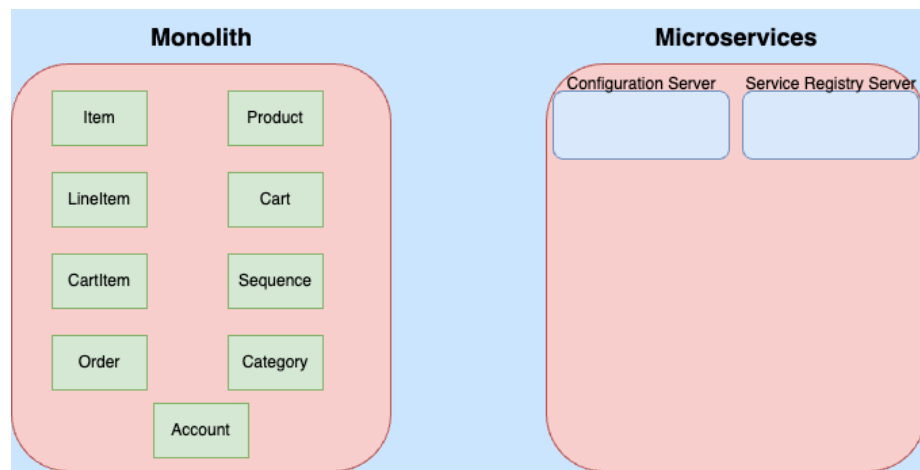 Monolith
Microservices
Configuration Server
Service Registry Server
Item
Product
LineItem
Cart
CartItem
Sequence
Order
Category
Account